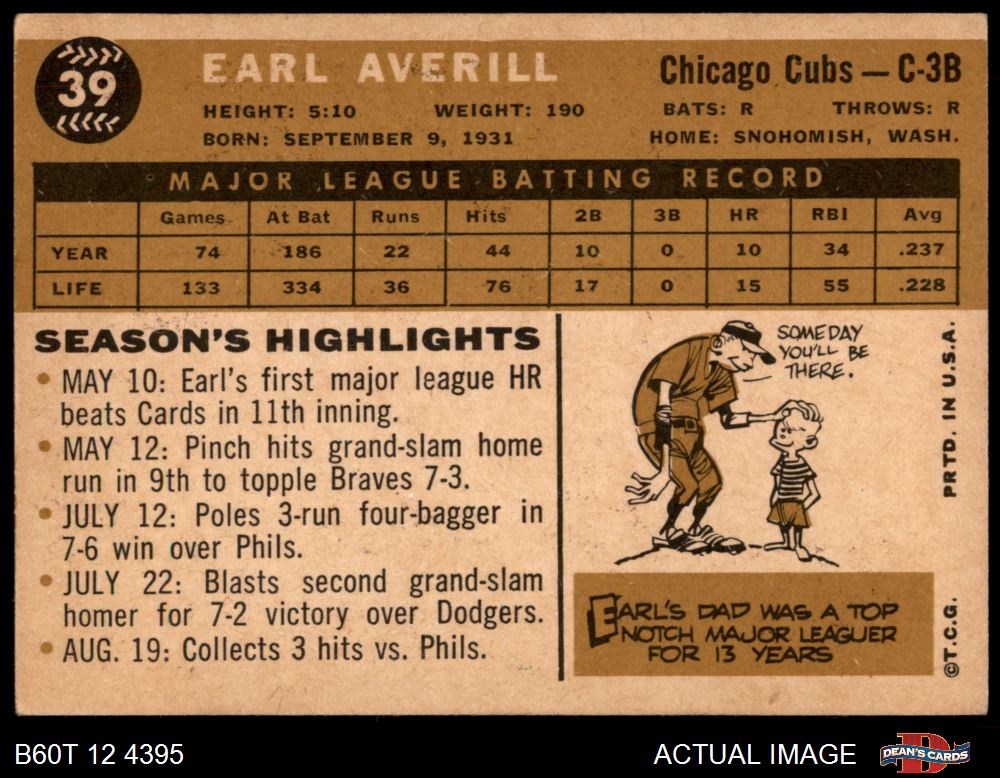 39
EARL AVERILL
Chicago Cubs — C-3B
HEIGHT: 5:10 WEIGHT: 190 BATS: R THROWS: R
BORN: SEPTEMBER 9, 1931 HOME: SNOHOMISH, WASH.
MAJOR LEAGUE BATTING RECORD
Games At Bat Runs Hits 2B 3B HR RBI Avg
YEAR 74 186 22 44 10 0 10 34 .237
LIFE 133 334 36 76 17 0 15 55 .228
SEASON'S HIGHLIGHTS
• MAY 10: Earl's first major league HR
beats Cards in 11th inning.
• MAY 12: Pinch hits grand-slam home
run in 9th to topple Braves 7-3.
• JULY 12: Poles 3-run four-bagger in
7-6 win over Phils.
• JULY 22: Blasts second grand-slam
homer for 7-2 victory over Dodgers.
• AUG. 19: Collects 3 hits vs. Phils.
SOMEDAY
YOU'LL BE
THERE.
EARL'S DAD WAS A TOP
NOTCH MAJOR LEAGUER
FOR 13 YEARS
©T.C.G. PRTD. IN U.S.A.
B60T 12 4395
ACTUAL IMAGE
D
DEAN'S CARDS